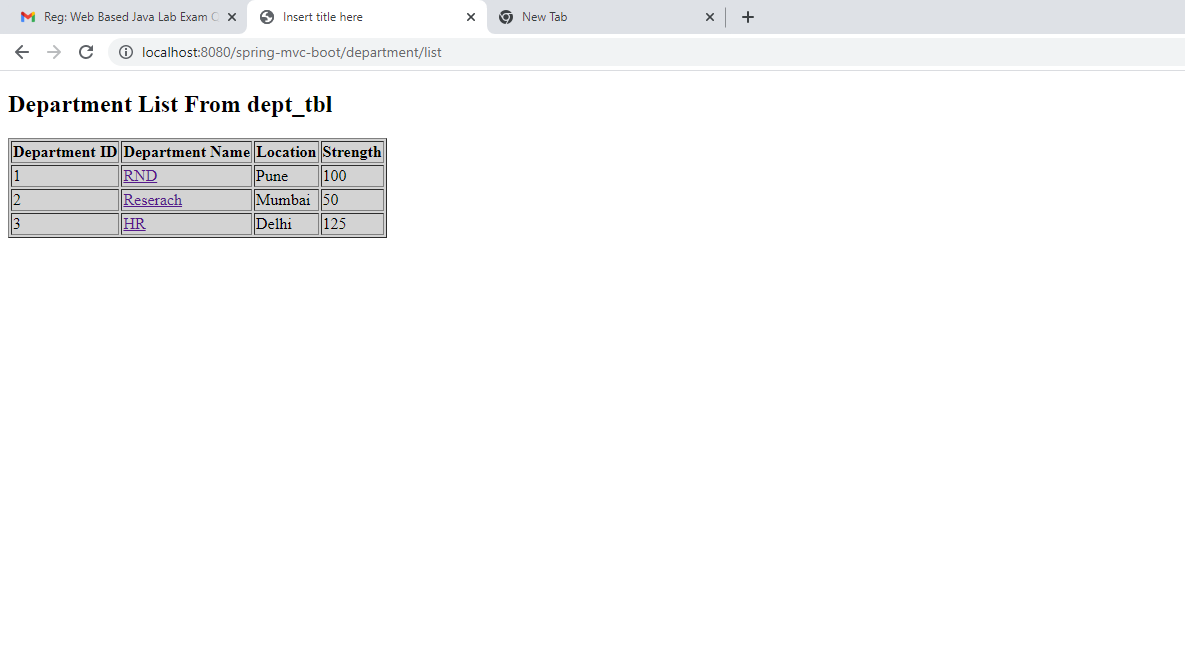 Reg: Web Based Java Lab Exam
Insert title here
New Tab
localhost:8080/spring-mvc-boot/department/list
Department List From dept_tbl
Department ID Department Name Location Strength
1 RND Pune 100
2 Reserach Mumbai 50
3 HR Delhi 125